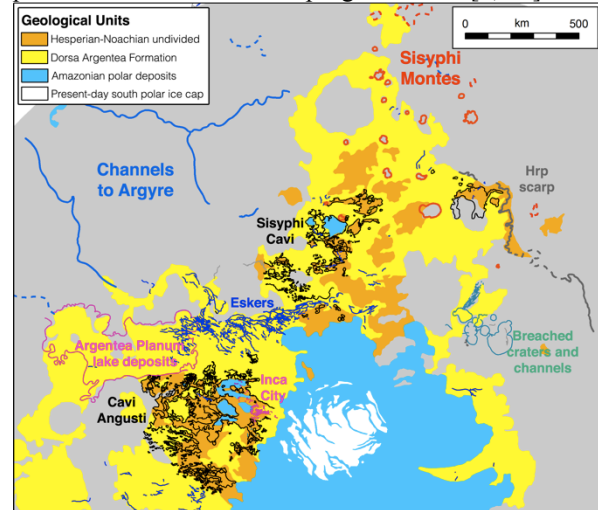 Geological Units
Hesperian-Noachian undivided
Dorsa Argentea Formation
Amazonian polar deposits
Present-day south polar ice cap
0 km 500
Sisyphi
Montes
Channels
to Argyre
Hrp
scarp
Sisyphi
Cavi
Eskers
Argentea Planum
lake deposits
Breached
craters and
channels
Inca
City
Cavi
Angusti